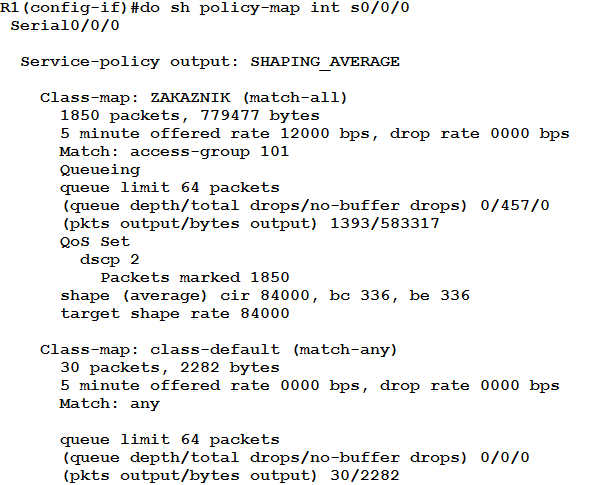 R1(config-if)#do sh policy-map int s0/0/0
Serial0/0/0
Service-policy output: SHAPING_AVERAGE
Class-map: ZAKAZNIK (match-all)
1850 packets, 779477 bytes
5 minute offered rate 12000 bps, drop rate 0000 bps
Match: access-group 101
Queueing
queue limit 64 packets
(queue depth/total drops/no-buffer drops) 0/457/0
(pkts output/bytes output) 1393/583317
QoS Set
dscp 2
Packets marked 1850
shape (average) cir 84000, bc 336, be 336
target shape rate 84000
Class-map: class-default (match-any)
30 packets, 2282 bytes
5 minute offered rate 0000 bps, drop rate 0000 bps
Match: any
queue limit 64 packets
(queue depth/total drops/no-buffer drops) 0/0/0
(pkts output/bytes output) 30/2282